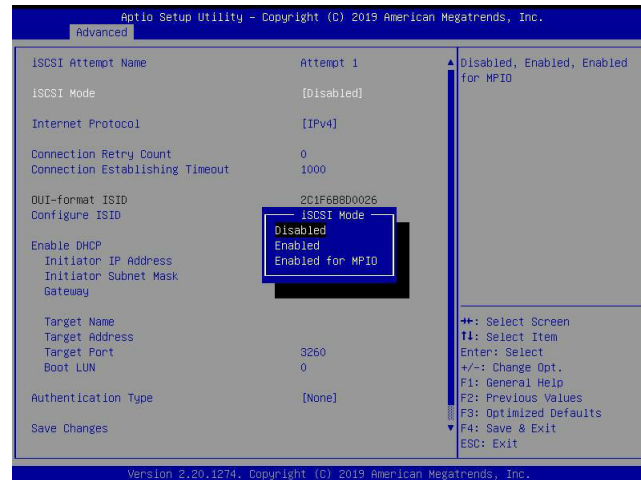 Aptio Setup Utility – Copyright (C) 2019 American Megatrends, Inc.
Advanced
iSCSI Attempt Name Attempt 1
iSCSI Mode [Disabled]
Internet Protocol [IPv4]
Connection Retry Count 0
Connection Establishing Timeout 1000
OUI-format ISID 2C1F6B8D0026
Configure ISID
Enable DHCP
Initiator IP Address
Initiator Subnet Mask
Gateway
Target Name
Target Address
Target Port 3260
Boot LUN 0
Authentication Type [None]
Save Changes
iSCSI Mode
Disabled
Enabled
Enabled for MPIO
Disabled, Enabled, Enabled
for MPIO
→←: Select Screen
↑↓: Select Item
Enter: Select
+/-: Change Opt.
F1: General Help
F2: Previous Values
F3: Optimized Defaults
F4: Save & Exit
ESC: Exit
Version 2.20.1274. Copyright (C) 2019 American Megatrends, Inc.